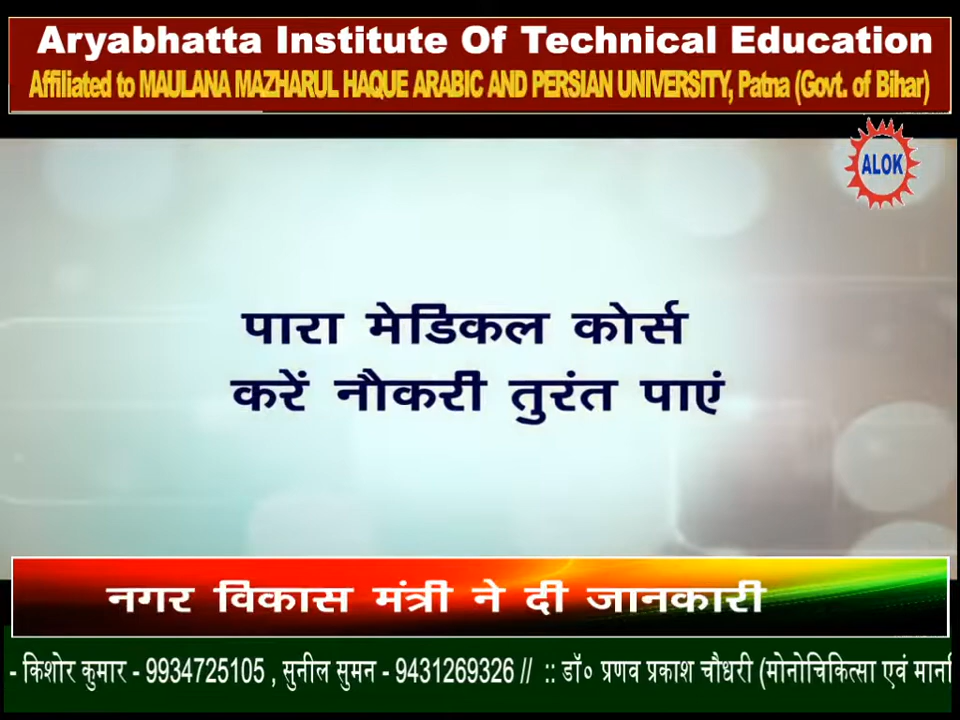 Aryabhatta Institute Of Technical Education
Affiliated to MAULANA MAZHARUL HAQUE ARABIC AND PERSIAN UNIVERSITY, Patna (Govt. of Bihar)
ALOK
पारा मेडिकल कोर्स
करें नौकरी तुरंत पाएं
नगर विकास मंत्री ने दी जानकारी
- किशोर कुमार - 9934725105 , सुनील सुमन - 9431269326 // :: डॉ० प्रणव प्रकाश चौधरी (मोनोचिकित्सा एवं